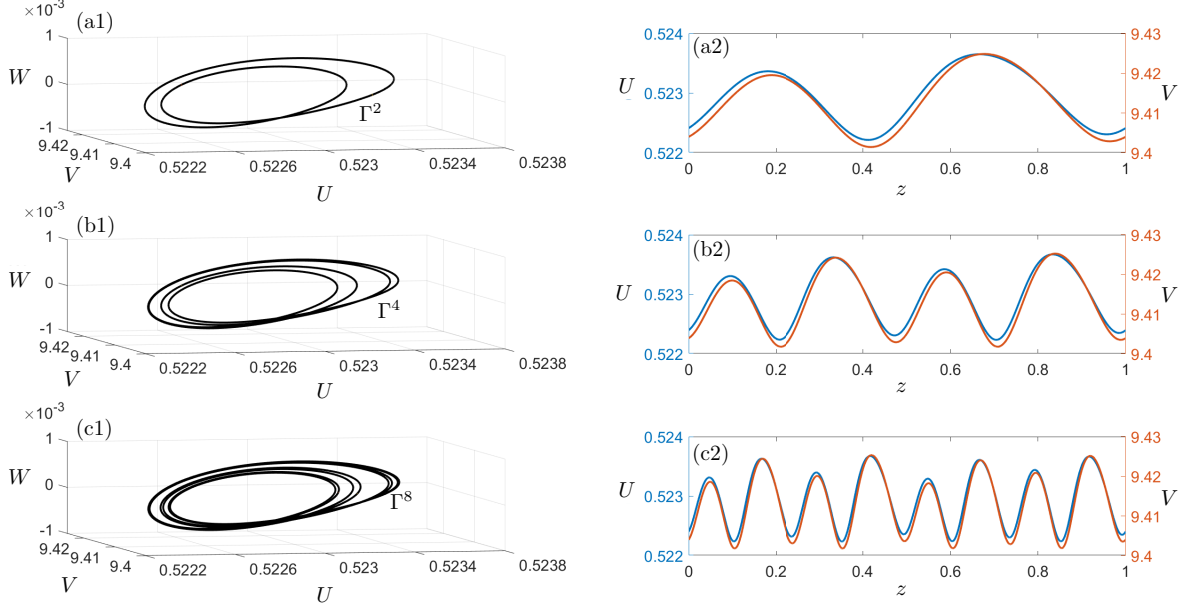 ×10⁻³
(a1)
1
W
0
-1
Γ²
9.42
9.41
9.4
V
0.5222
0.5226
0.523
0.5234
0.5238
U
(a2)
0.524
U
0.523
0.522
9.43
9.42
V
9.41
9.4
0
0.2
0.4
0.6
0.8
1
z
×10⁻³
(b1)
1
W
0
-1
Γ⁴
9.42
9.41
9.4
V
0.5222
0.5226
0.523
0.5234
0.5238
U
(b2)
0.524
U
0.523
0.522
9.43
9.42
V
9.41
9.4
0
0.2
0.4
0.6
0.8
1
z
×10⁻³
(c1)
1
W
0
-1
Γ⁸
9.42
9.41
9.4
V
0.5222
0.5226
0.523
0.5234
0.5238
U
(c2)
0.524
U
0.523
0.522
9.43
9.42
V
9.41
9.4
0
0.2
0.4
0.6
0.8
1
z